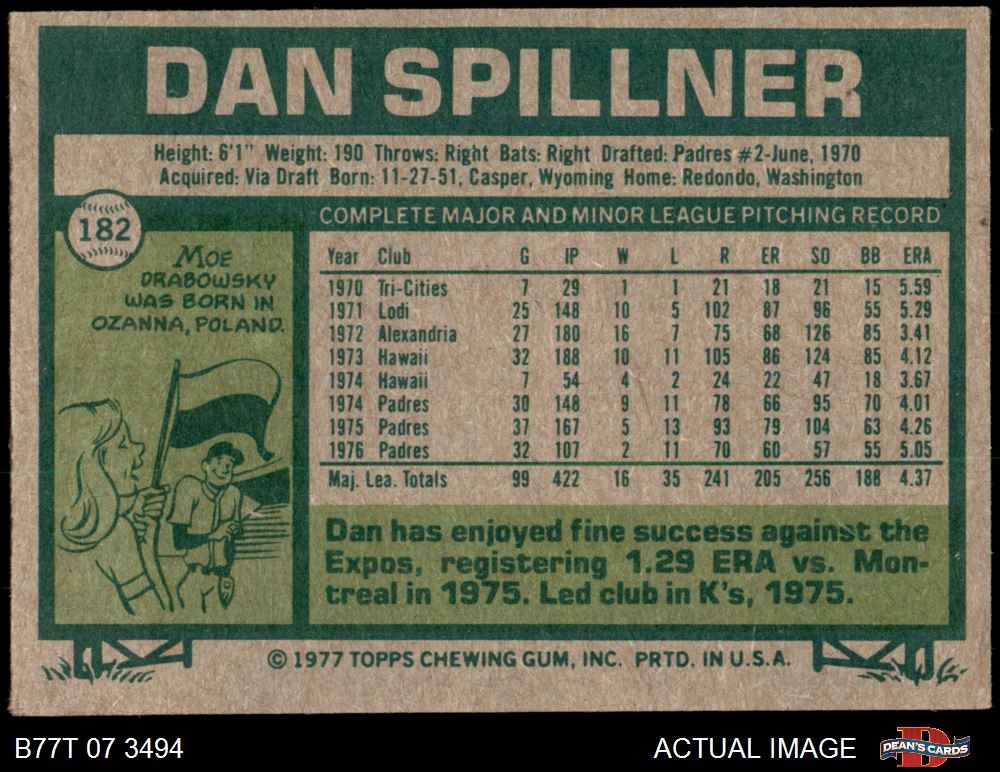 DAN SPILLNER
Height: 6'1" Weight: 190 Throws: Right Bats: Right Drafted: Padres #2-June, 1970
Acquired: Via Draft Born: 11-27-51, Casper, Wyoming Home: Redondo, Washington
182
MOE
DRABOWSKY
WAS BORN IN
OZANNA, POLAND.
COMPLETE MAJOR AND MINOR LEAGUE PITCHING RECORD
Year Club G IP W L R ER SO BB ERA
1970 Tri-Cities 7 29 1 1 21 18 21 15 5.59
1971 Lodi 25 148 10 5 102 87 96 55 5.29
1972 Alexandria 27 180 16 7 75 68 126 85 3.41
1973 Hawaii 32 188 10 11 105 86 124 85 4.12
1974 Hawaii 7 54 4 2 24 22 47 18 3.67
1974 Padres 30 148 9 11 78 66 95 70 4.01
1975 Padres 37 167 5 13 93 79 104 63 4.26
1976 Padres 32 107 2 11 70 60 57 55 5.05
Maj. Lea. Totals 99 422 16 35 241 205 256 188 4.37
Dan has enjoyed fine success against the
Expos, registering 1.29 ERA vs. Mon-
treal in 1975. Led club in K's, 1975.
© 1977 TOPPS CHEWING GUM, INC. PRTD. IN U.S.A.
B77T 07 3494
ACTUAL IMAGE
D
DEAN'S CARDS